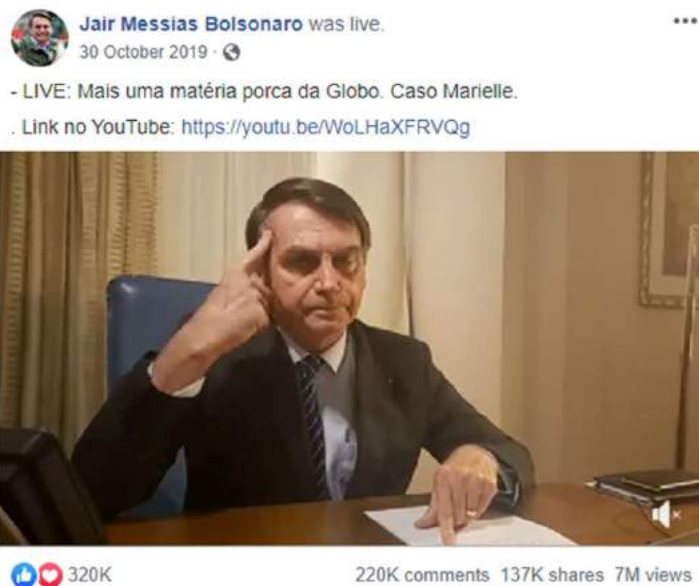 Jair Messias Bolsonaro was live.
30 October 2019 ·
- LIVE: Mais uma matéria porca da Globo. Caso Marielle.
. Link no YouTube: https://youtu.be/WoLHaXFRVQg
320K 220K comments 137K shares 7M views